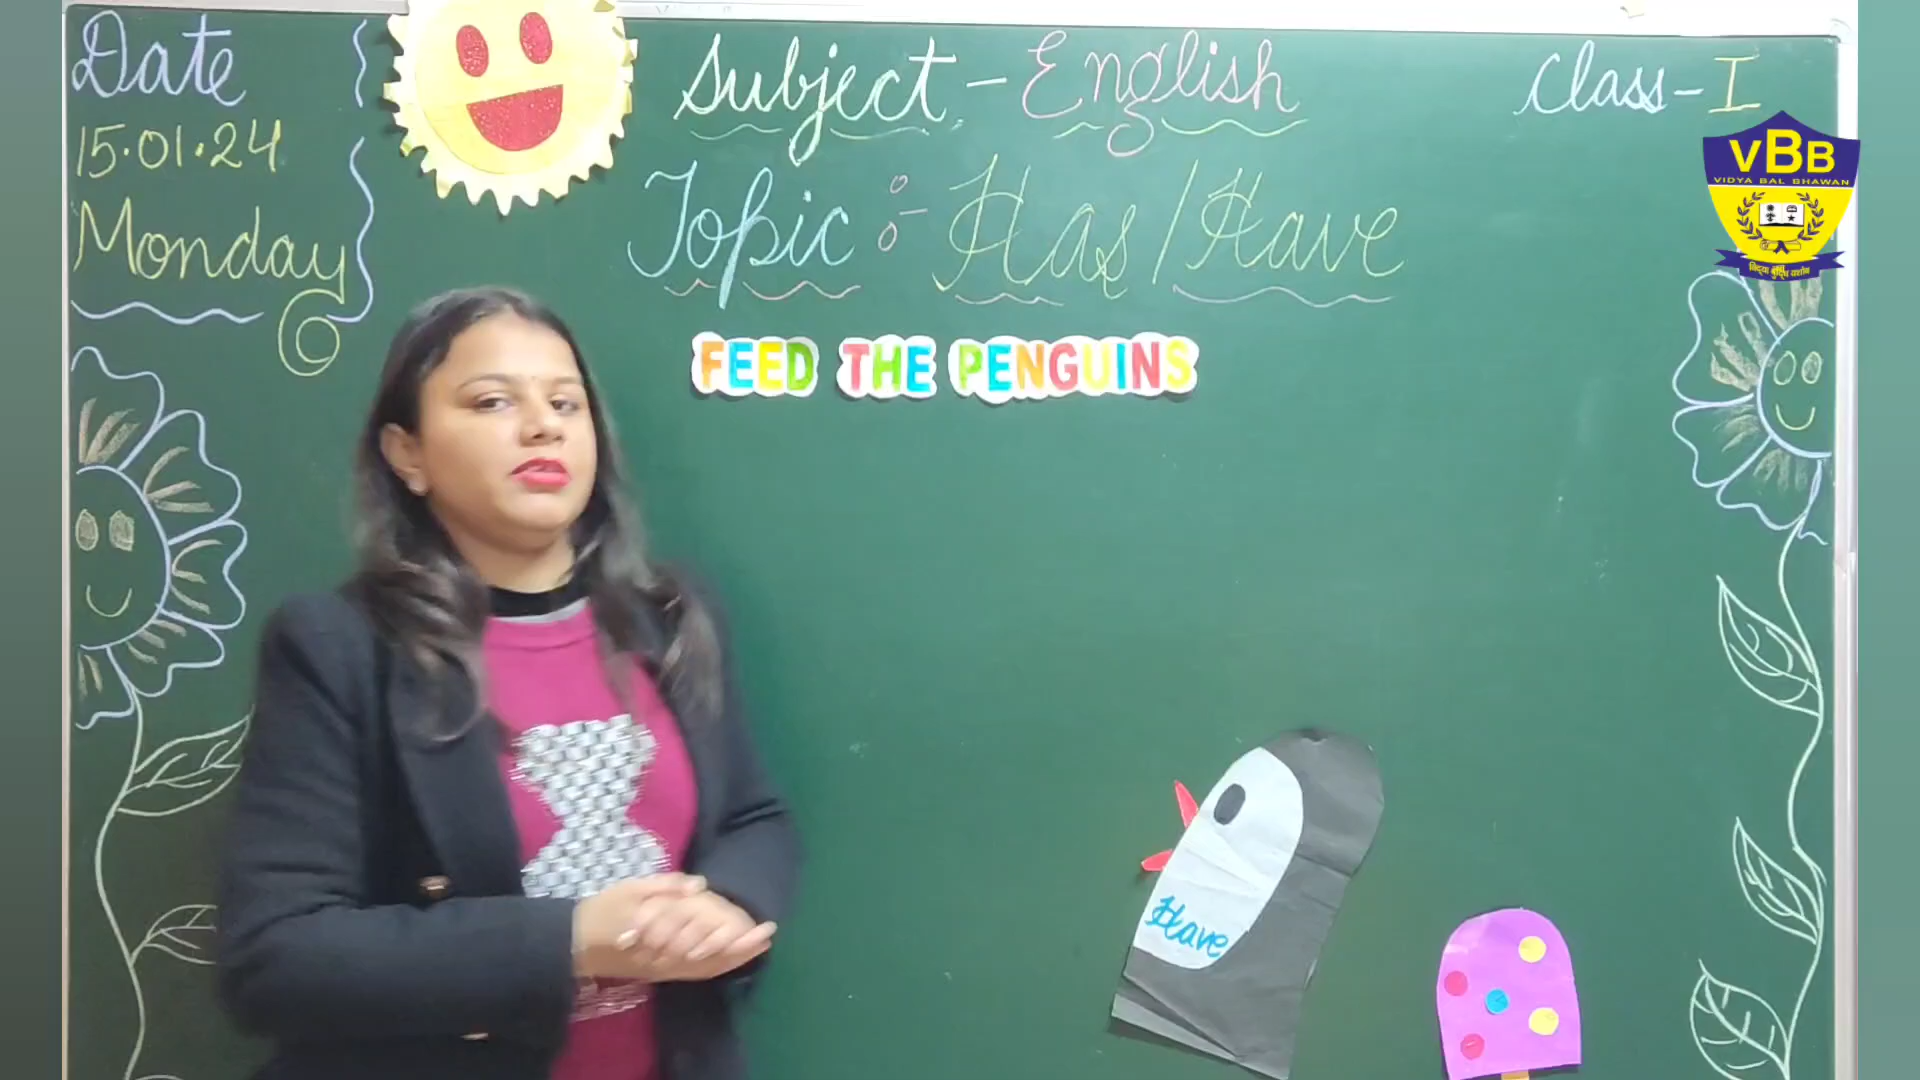 Date
15.01.24
Monday
Subject - English
Class - I
Topic :- Has/Have
FEED THE PENGUINS
Have
VBB
VIDYA BAL BHAWAN